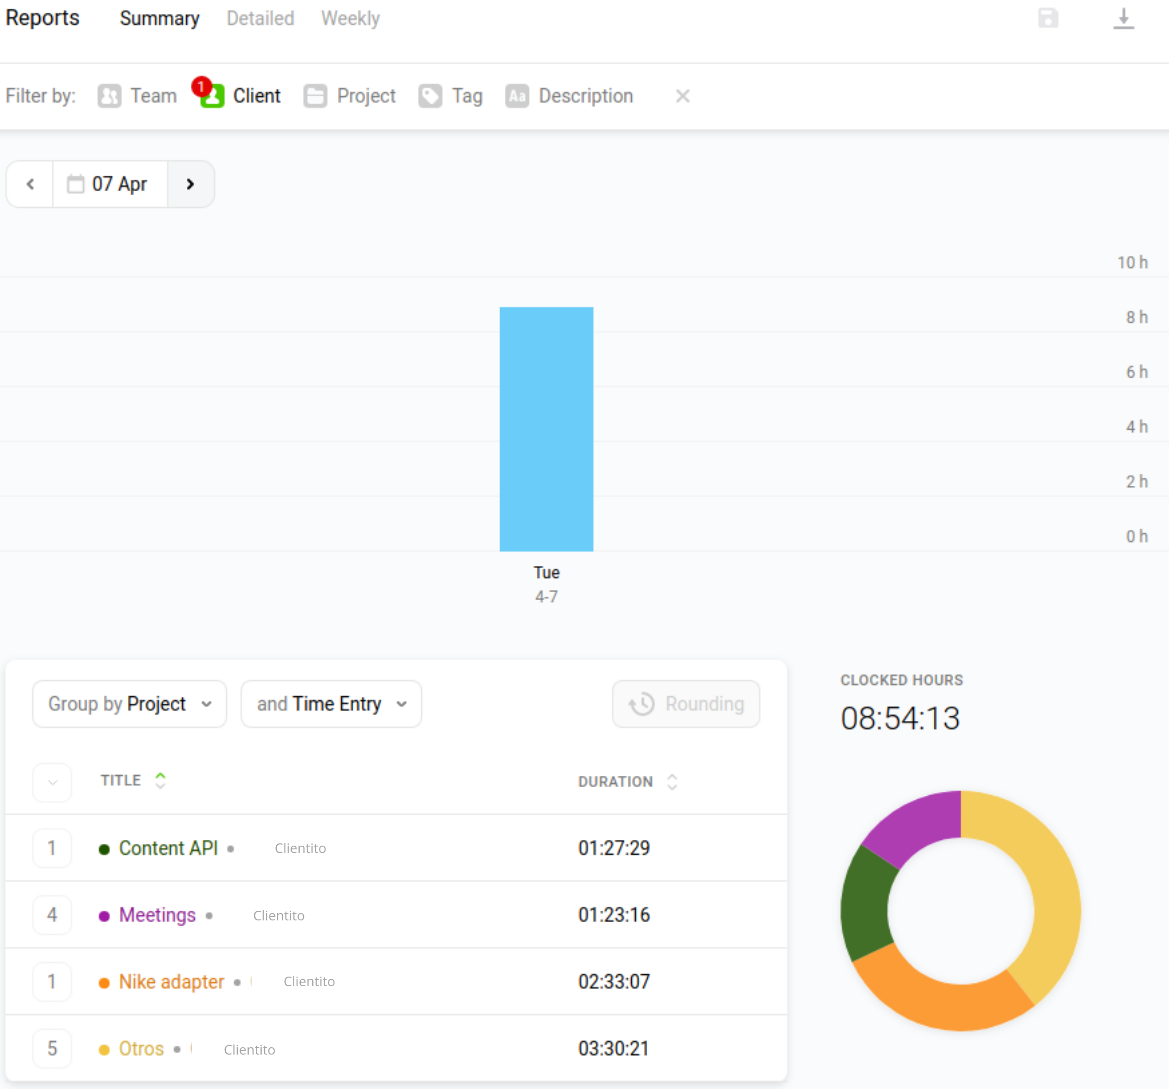 Reports Summary Detailed Weekly
Filter by: Team 1 Client Project Tag Aa Description
07 Apr
10 h
8 h
6 h
4 h
2 h
0 h
Tue
4-7
Group by Project and Time Entry Rounding
CLOCKED HOURS
08:54:13
TITLE DURATION
1 Content API Clientito 01:27:29
4 Meetings Clientito 01:23:16
1 Nike adapter Clientito 02:33:07
5 Otros Clientito 03:30:21